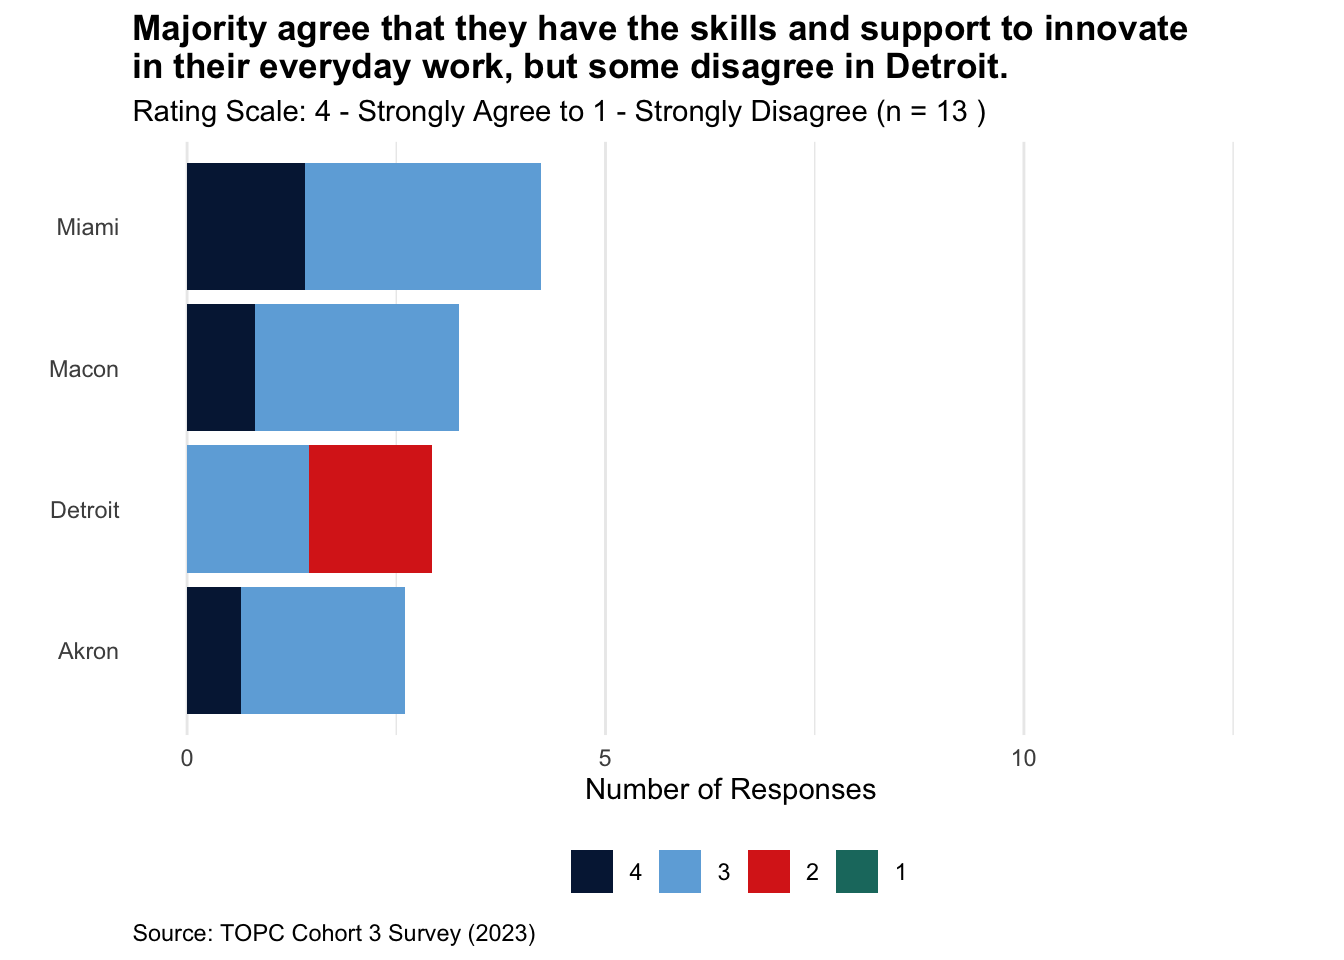 Majority agree that they have the skills and support to innovate
in their everyday work, but some disagree in Detroit.
Rating Scale: 4 - Strongly Agree to 1 - Strongly Disagree (n = 13 )
Miami
Macon
Detroit
Akron
0 5 10
Number of Responses
4 3 2 1
Source: TOPC Cohort 3 Survey (2023)